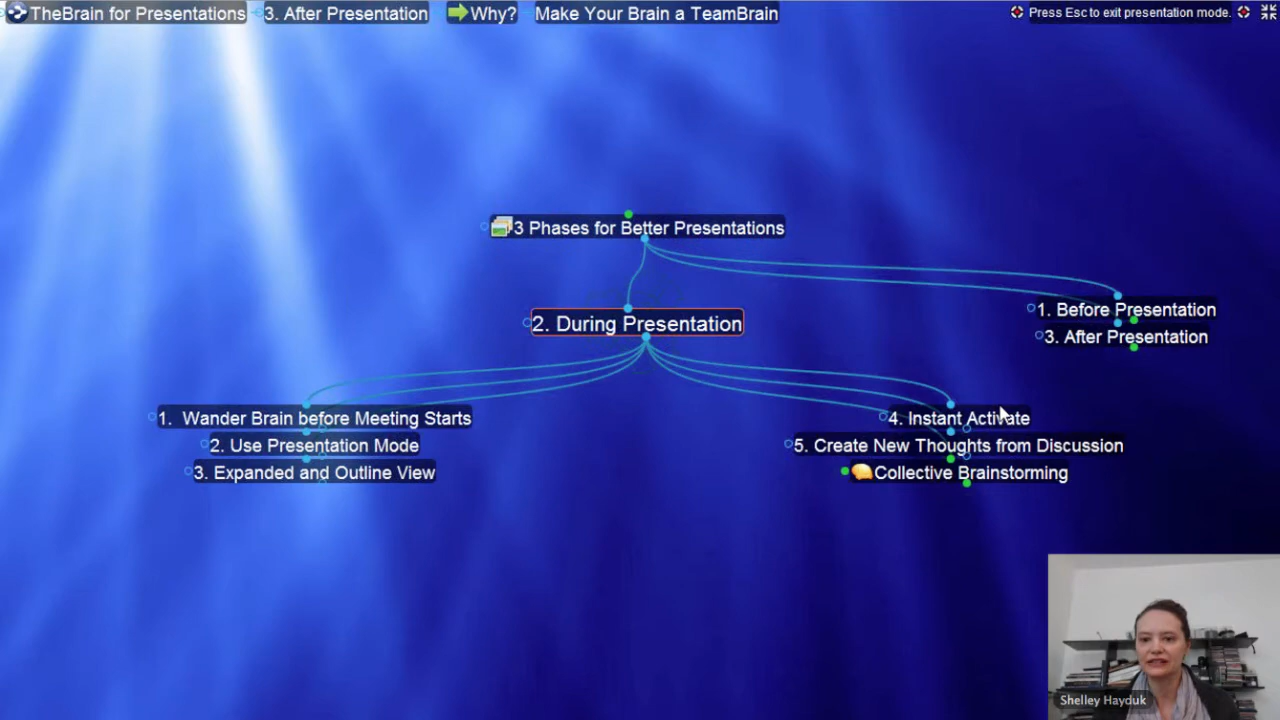 TheBrain for Presentations
3. After Presentation
Why?
Make Your Brain a TeamBrain
Press Esc to exit presentation mode.
3 Phases for Better Presentations
1. Before Presentation
2. During Presentation
3. After Presentation
1. Wander Brain before Meeting Starts
2. Use Presentation Mode
3. Expanded and Outline View
4. Instant Activate
5. Create New Thoughts from Discussion
Collective Brainstorming
Shelley Hayduk